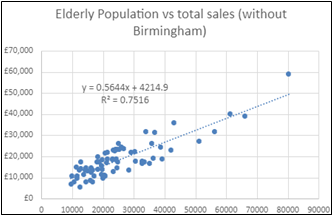 Elderly Population vs total sales (without
Birmingham)
£70,000
£60,000
y = 0.5644x + 4214.9
R² = 0.7516
£50,000
£40,000
£30,000
£20,000
£10,000
£0
0 10000 20000 30000 40000 50000 60000 70000 80000 90000